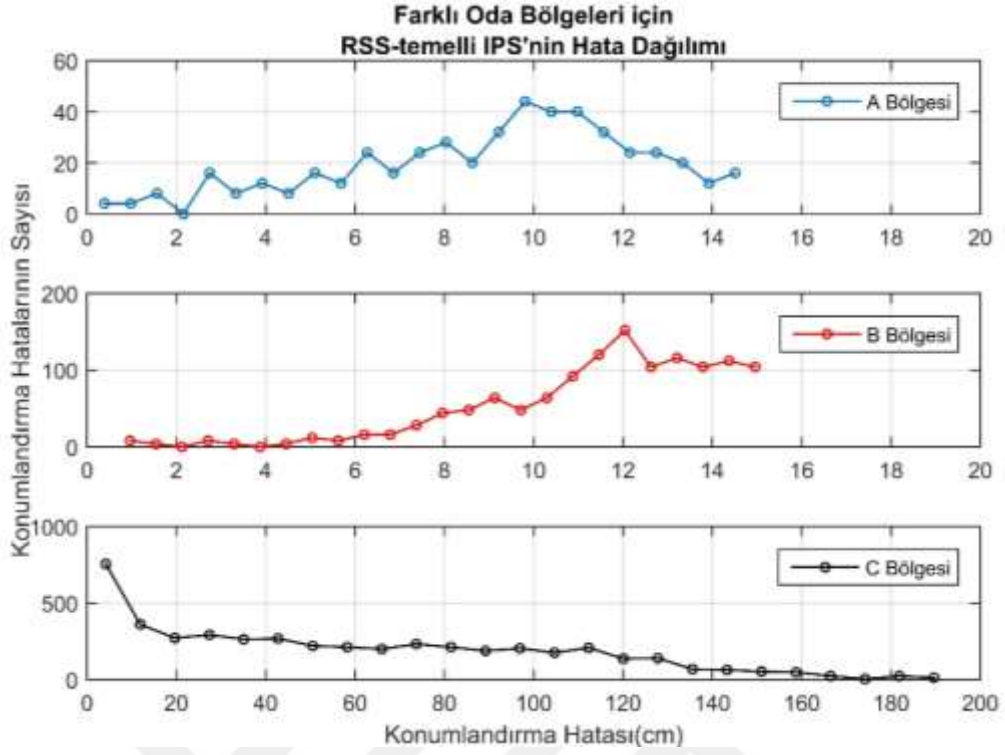 Farklı Oda Bölgeleri için
RSS-temelli IPS'nin Hata Dağılımı
Konumlandırma Hatalarının Sayısı
60
40
20
0
0 2 4 6 8 10 12 14 16 18 20
A Bölgesi
200
100
0
0 2 4 6 8 10 12 14 16 18 20
B Bölgesi
1000
500
0
0 20 40 60 80 100 120 140 160 180 200
C Bölgesi
Konumlandırma Hatası(cm)